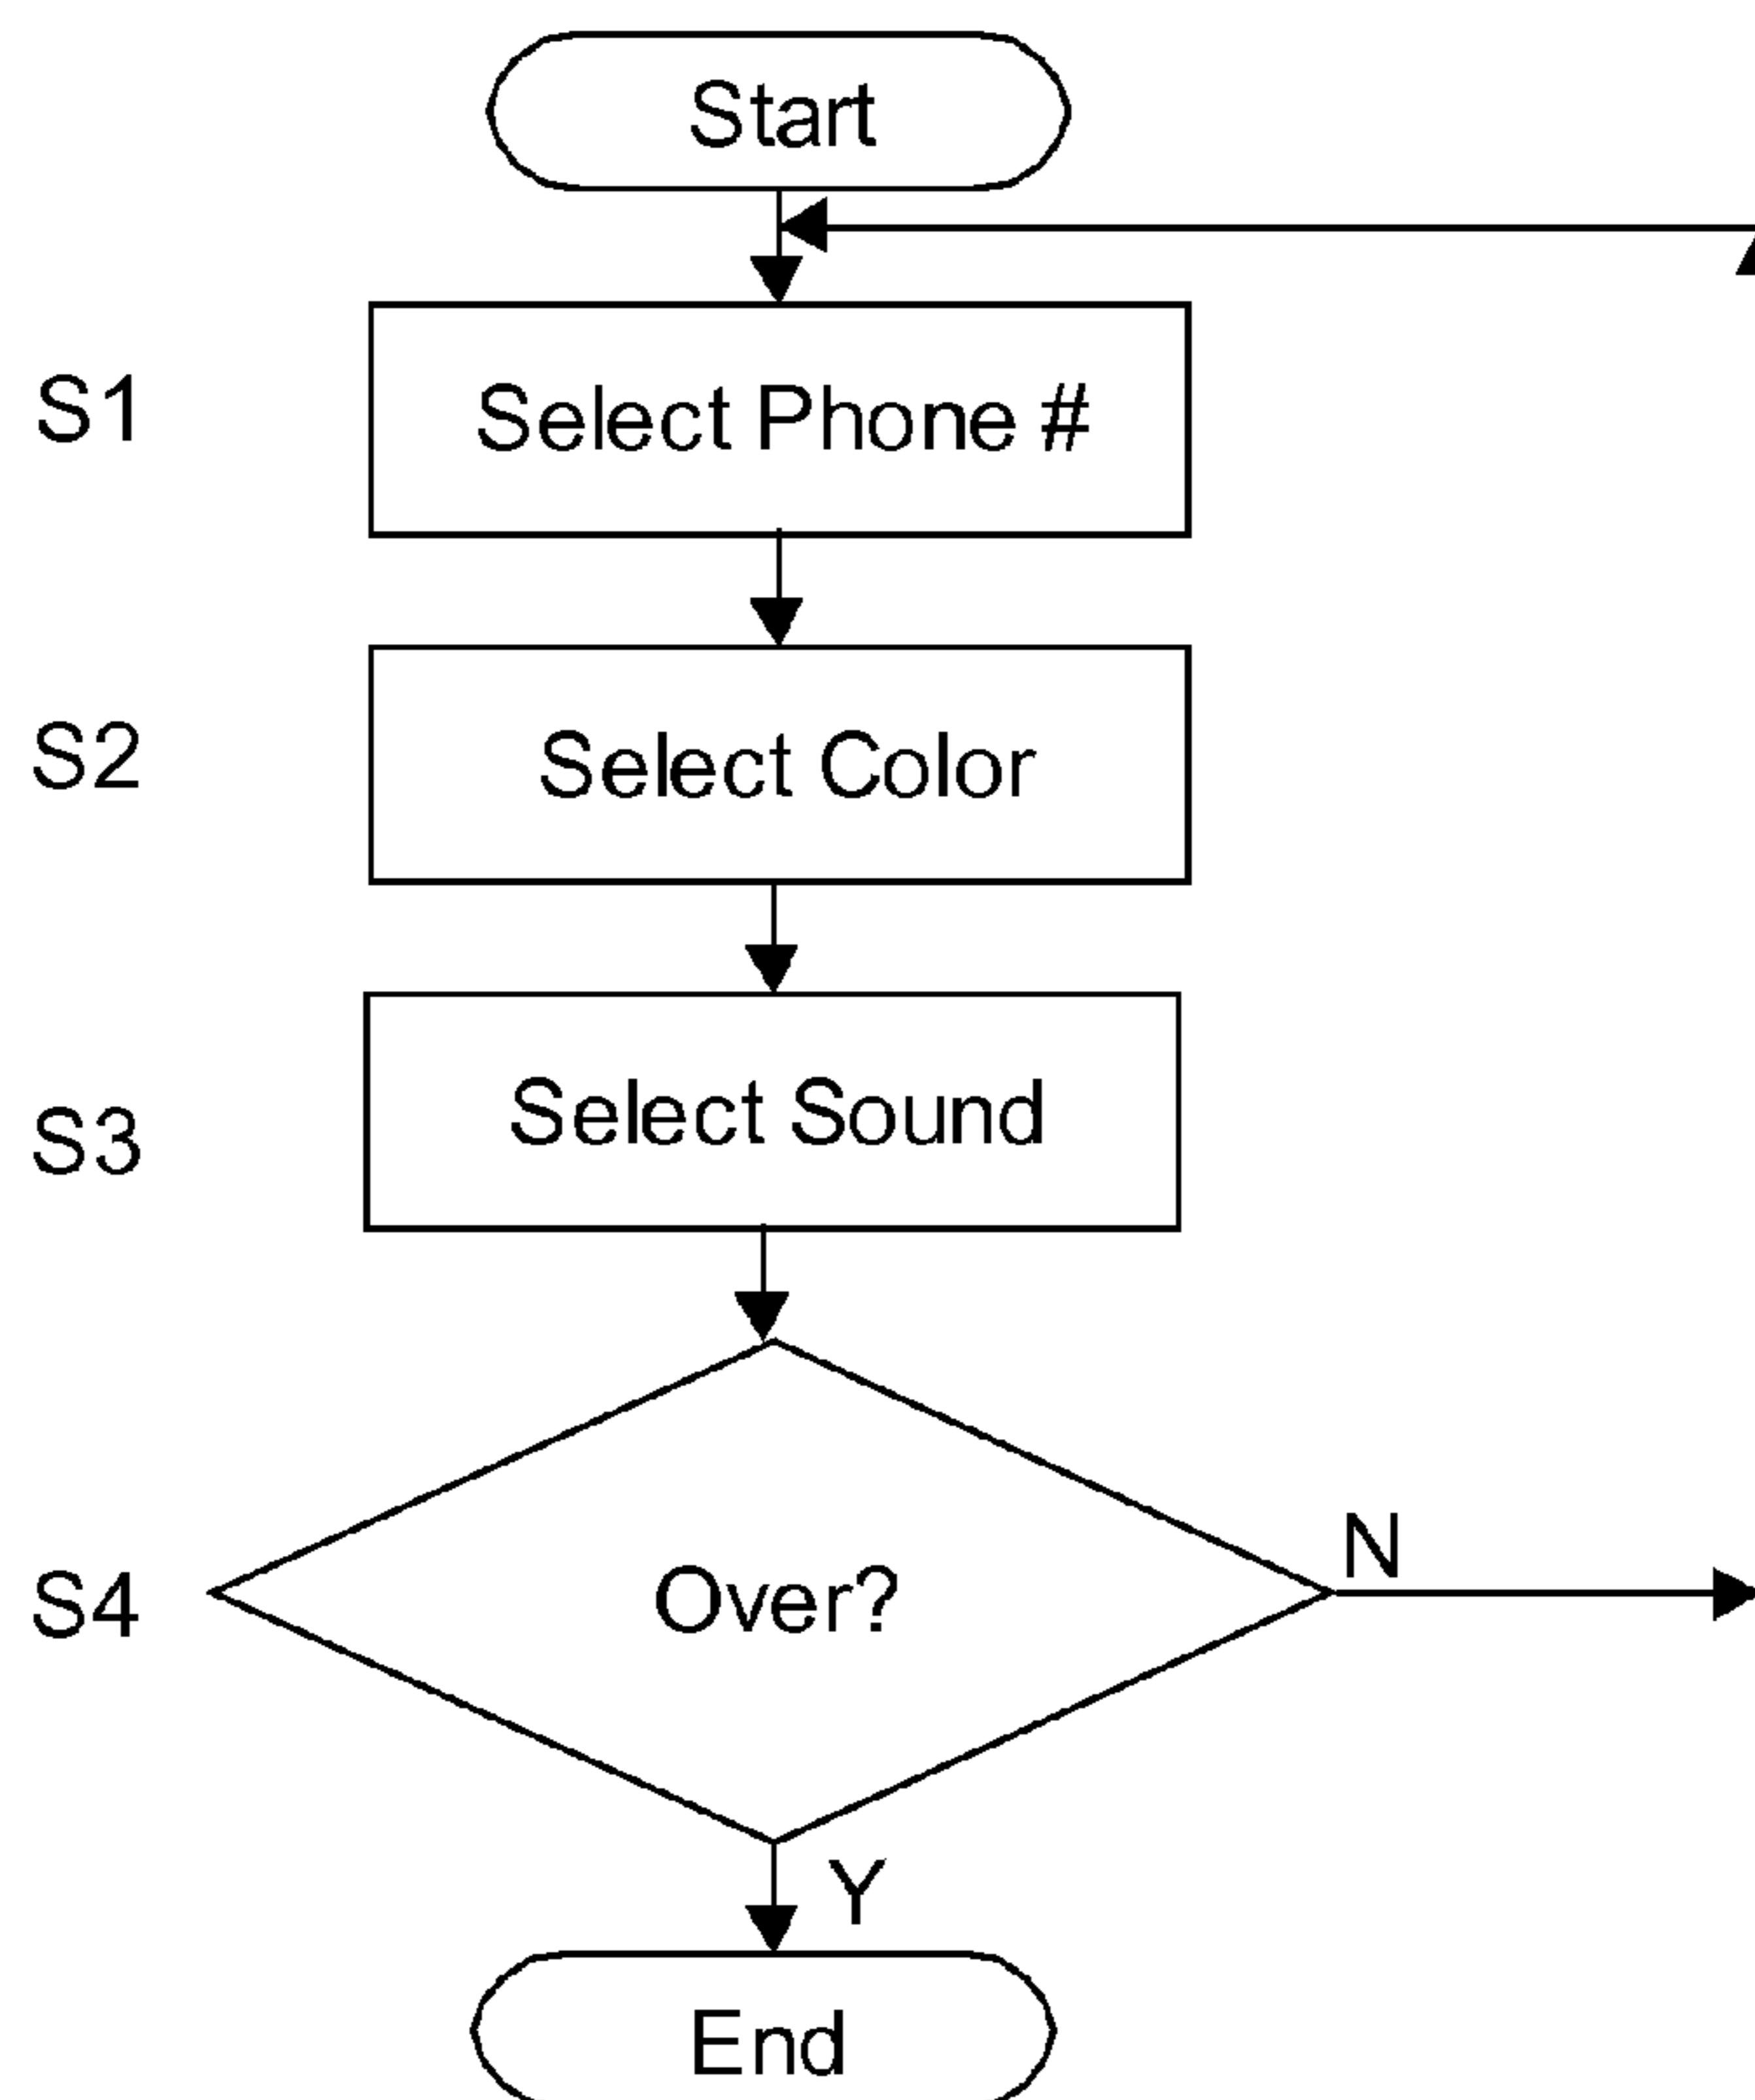 Start
S1
Select Phone #
S2
Select Color
S3
Select Sound
S4
Over?
N
Y
End